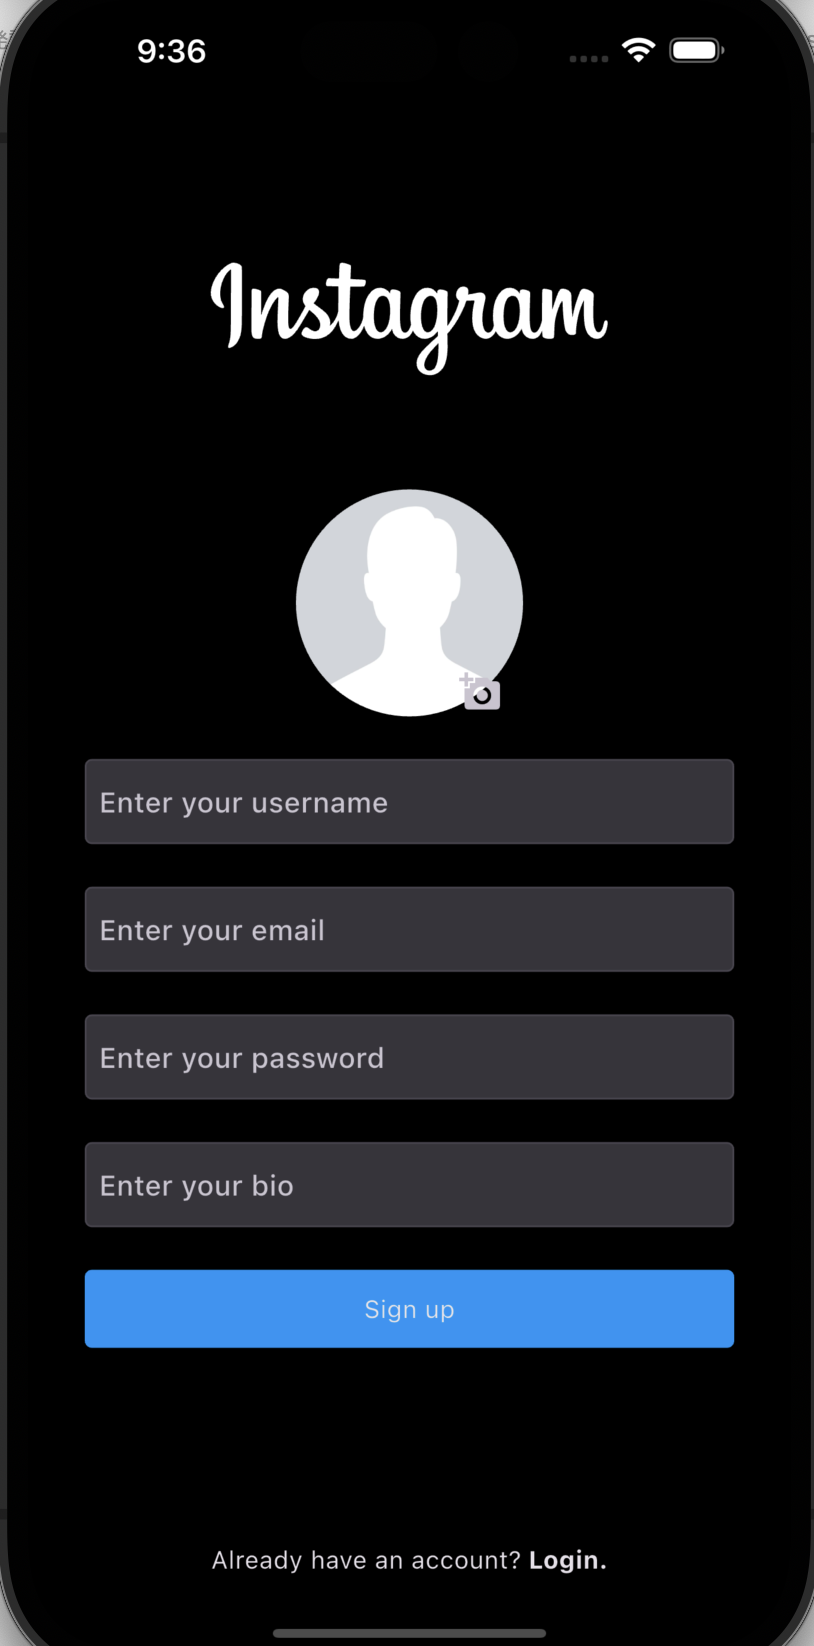 9:36
Instagram
Enter your username
Enter your email
Enter your password
Enter your bio
Sign up
Already have an account? Login.